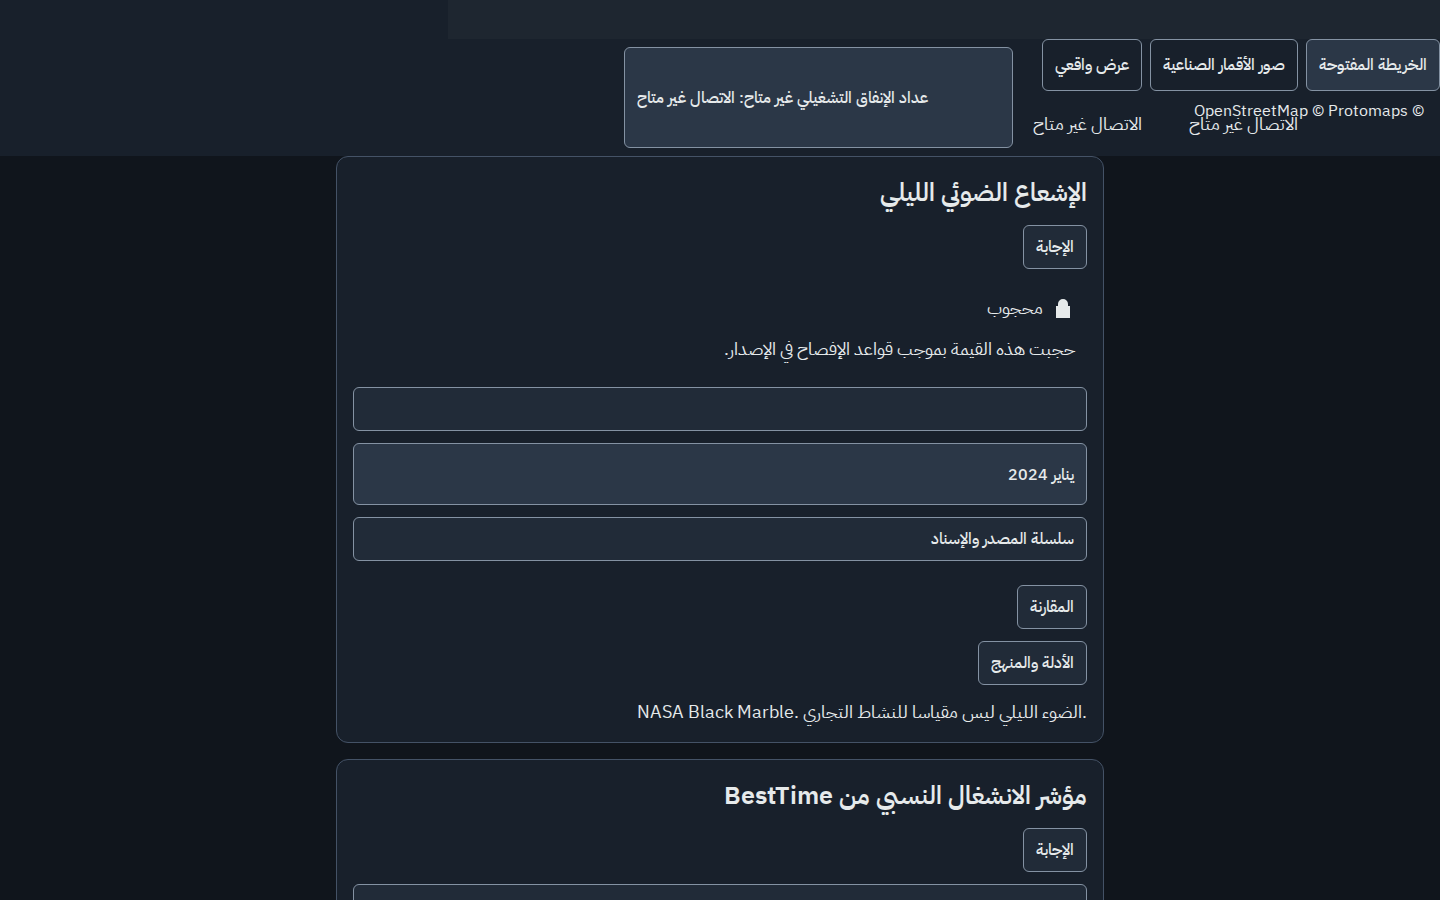 الخريطة المفتوحة
صور الأقمار الصناعية
عرض واقعي
عداد الإنفاق التشغيلي غير متاح: الاتصال غير متاح
OpenStreetMap © Protomaps ©
الاتصال غير متاح
الاتصال غير متاح
الإشعاع الضوئي الليلي
الإجابة
محجوب
حجبت هذه القيمة بموجب قواعد الإفصاح في الإصدار.
يناير 2024
سلسلة المصدر والإسناد
المقارنة
الأدلة والمنهج
.الضوء الليلي ليس مقياسا للنشاط التجاري .NASA Black Marble
مؤشر الانشغال النسبي من BestTime
الإجابة